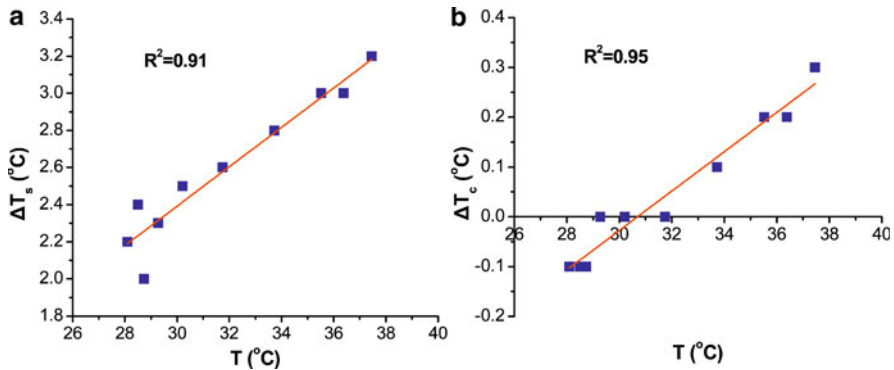 a
R²=0.91
ΔTs (°C)
3.4
3.2
3.0
2.8
2.6
2.4
2.2
2.0
1.8
26 28 30 32 34 36 38 40
T (°C)
b
R²=0.95
ΔTc (°C)
0.4
0.3
0.2
0.1
0.0
-0.1
-0.2
26 28 30 32 34 36 38 40
T (°C)